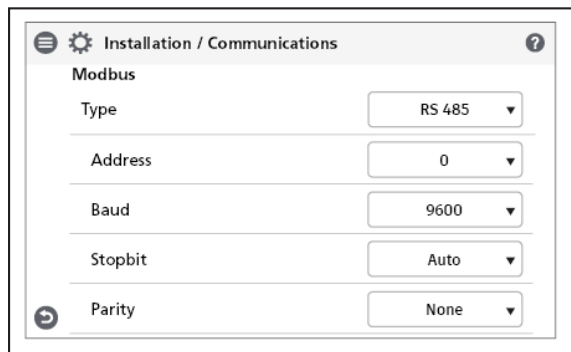 Installation / Communications ?
Modbus
Type RS 485
Address 0
Baud 9600
Stopbit Auto
Parity None